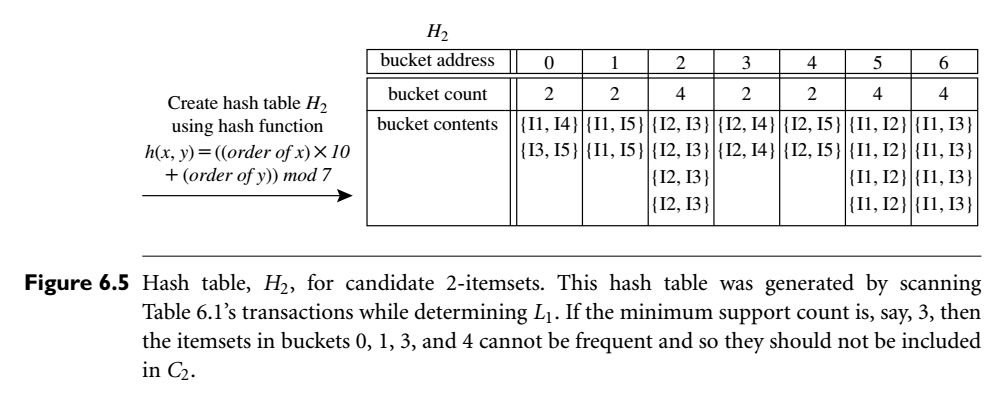 H₂
bucket address 0 1 2 3 4 5 6
bucket count 2 2 4 2 2 4 4
bucket contents {I1, I4} {I1, I5} {I2, I3} {I2, I4} {I2, I5} {I1, I2} {I1, I3}
{I3, I5} {I1, I5} {I2, I3} {I2, I4} {I2, I5} {I1, I2} {I1, I3}
{I2, I3} {I1, I2} {I1, I3}
{I2, I3} {I1, I2} {I1, I3}
Create hash table H₂
using hash function
h(x, y) = ((order of x) × 10
+ (order of y)) mod 7
Figure 6.5 Hash table, H₂, for candidate 2-itemsets. This hash table was generated by scanning
Table 6.1’s transactions while determining L₁. If the minimum support count is, say, 3, then
the itemsets in buckets 0, 1, 3, and 4 cannot be frequent and so they should not be included
in C₂.